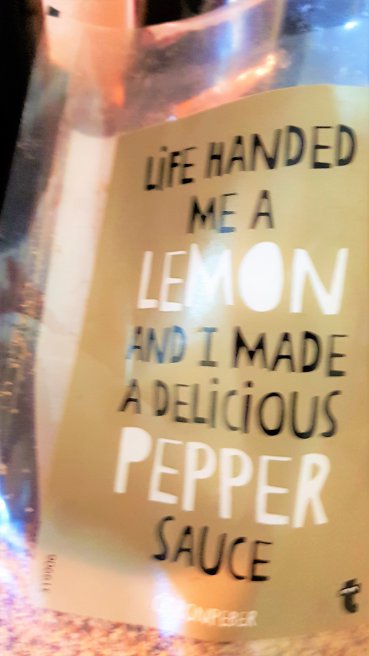 LiFE HANDED
ME A
LEMON
AND I MADE
A DELiCiOUS
PEPPER
SAUCE
t